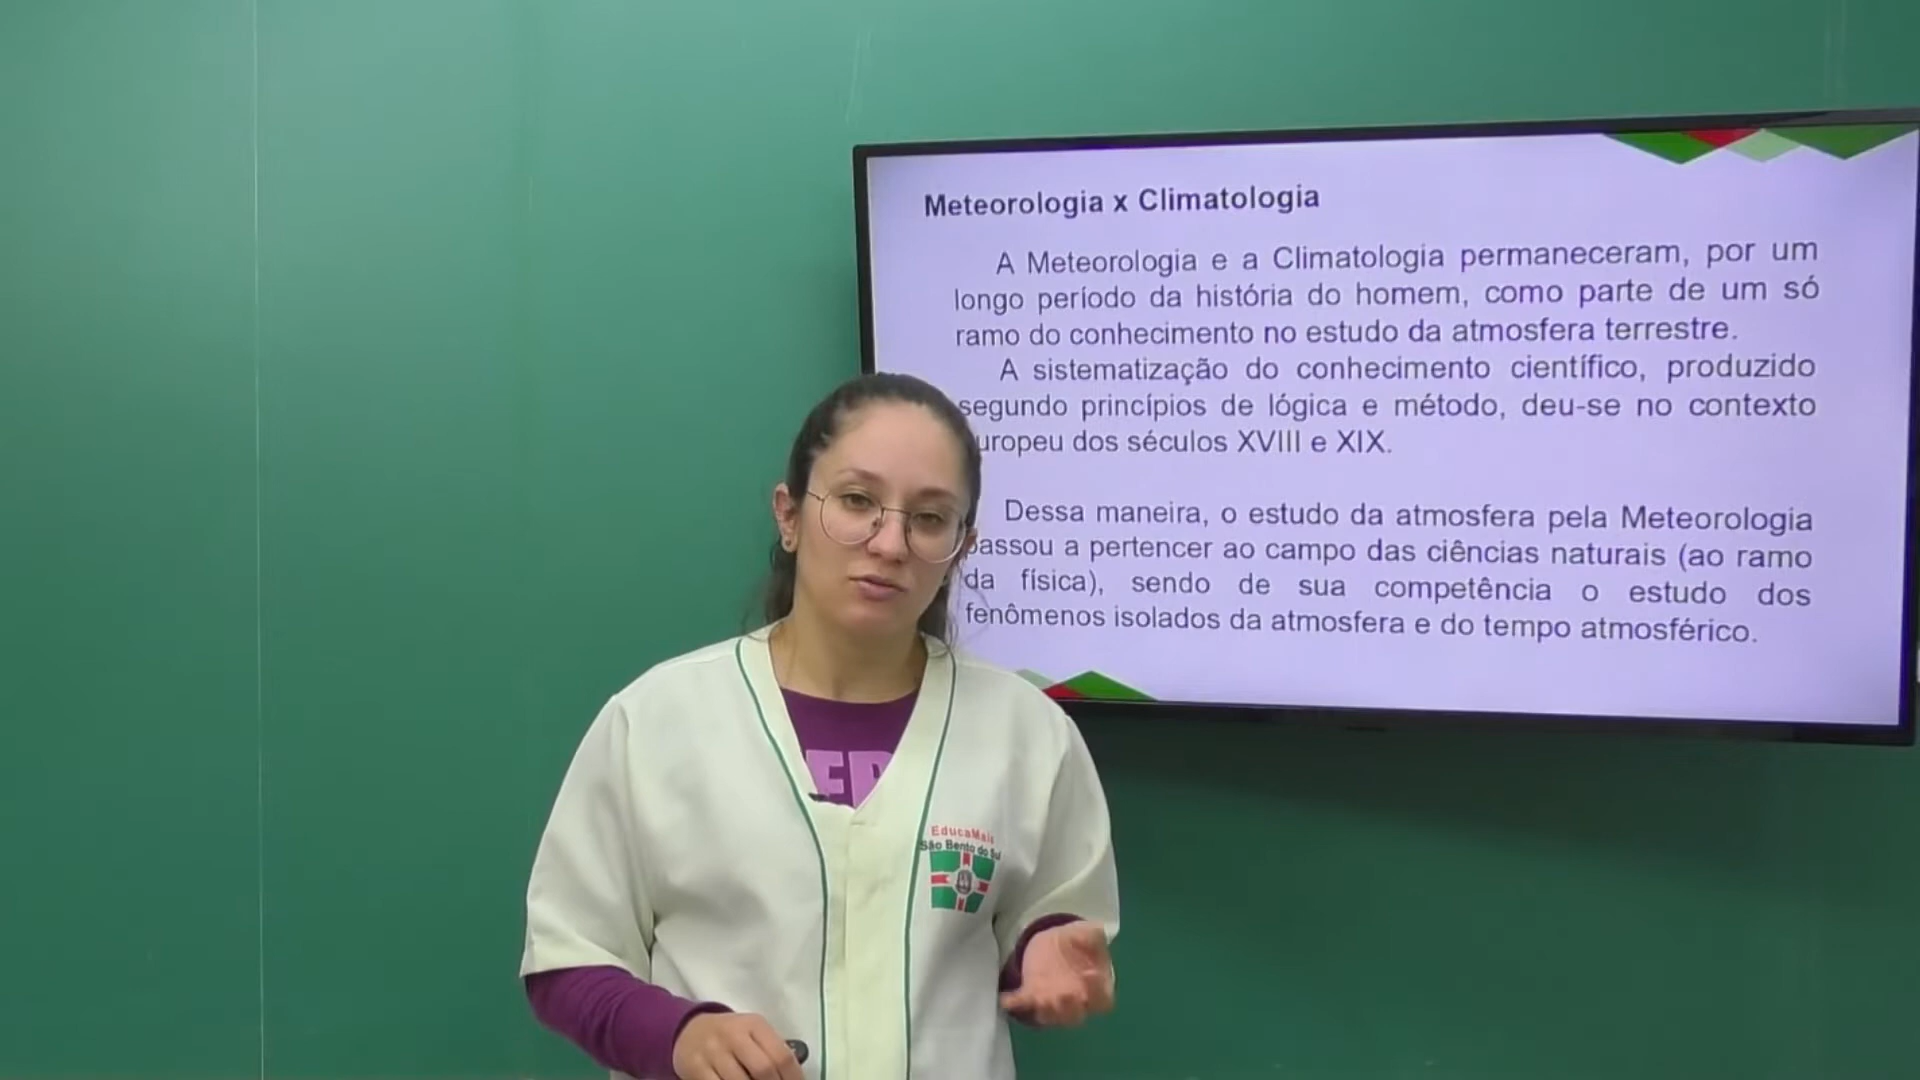 Meteorologia x Climatologia
A Meteorologia e a Climatologia permaneceram, por um
longo período da história do homem, como parte de um só
ramo do conhecimento no estudo da atmosfera terrestre.
A sistematização do conhecimento científico, produzido
segundo princípios de lógica e método, deu-se no contexto
uropeu dos séculos XVIII e XIX.
Dessa maneira, o estudo da atmosfera pela Meteorologia
passou a pertencer ao campo das ciências naturais (ao ramo
da física), sendo de sua competência o estudo dos
fenômenos isolados da atmosfera e do tempo atmosférico.
EducaMais
São Bento do Sul